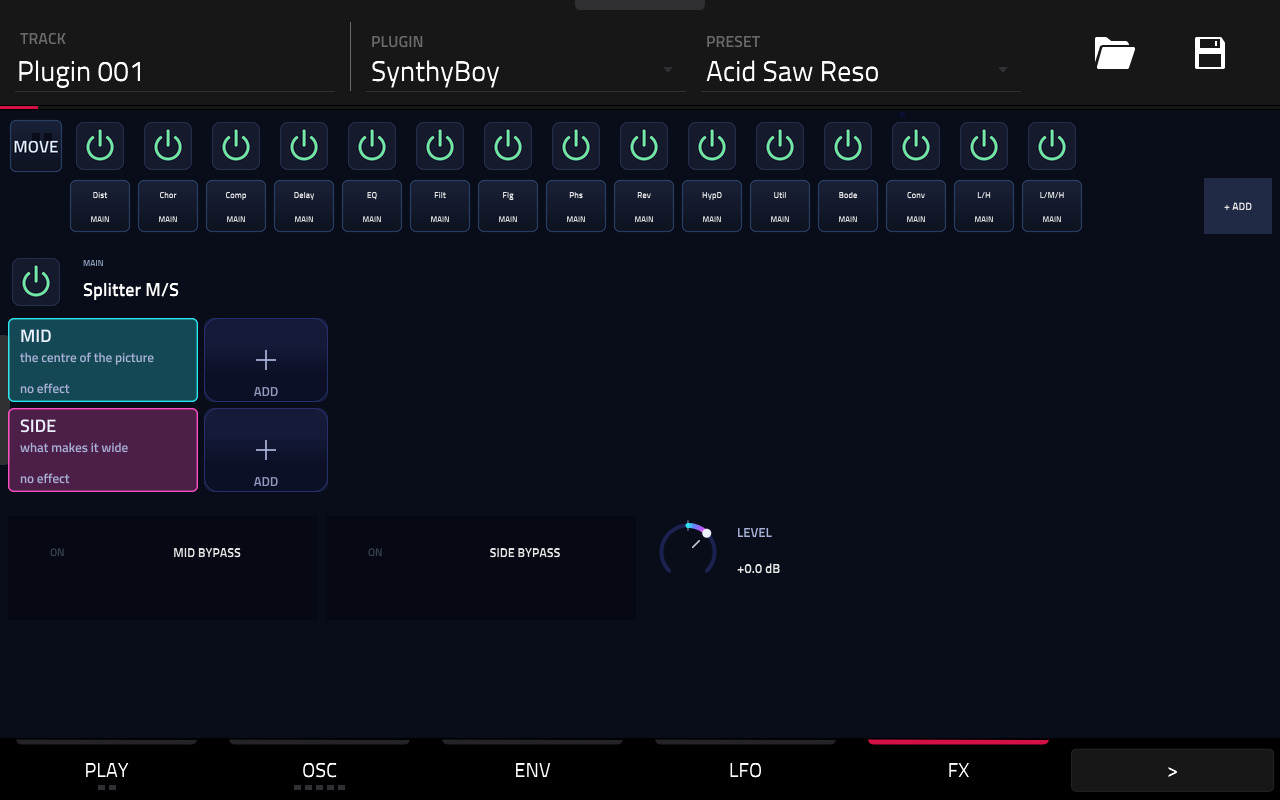 TRACK
Plugin 001
PLUGIN
SynthyBoy
PRESET
Acid Saw Reso
MOVE
Dist Chor Comp Delay EQ Filt Flg Phs Rev HypD Util Bode Conv L/H L/M/H
MAIN MAIN MAIN MAIN MAIN MAIN MAIN MAIN MAIN MAIN MAIN MAIN MAIN MAIN MAIN
+ ADD
MAIN
Splitter M/S
MID
the centre of the picture
no effect
ADD
SIDE
what makes it wide
no effect
ADD
ON MID BYPASS
ON SIDE BYPASS
LEVEL
+0.0 dB
PLAY OSC ENV LFO FX >